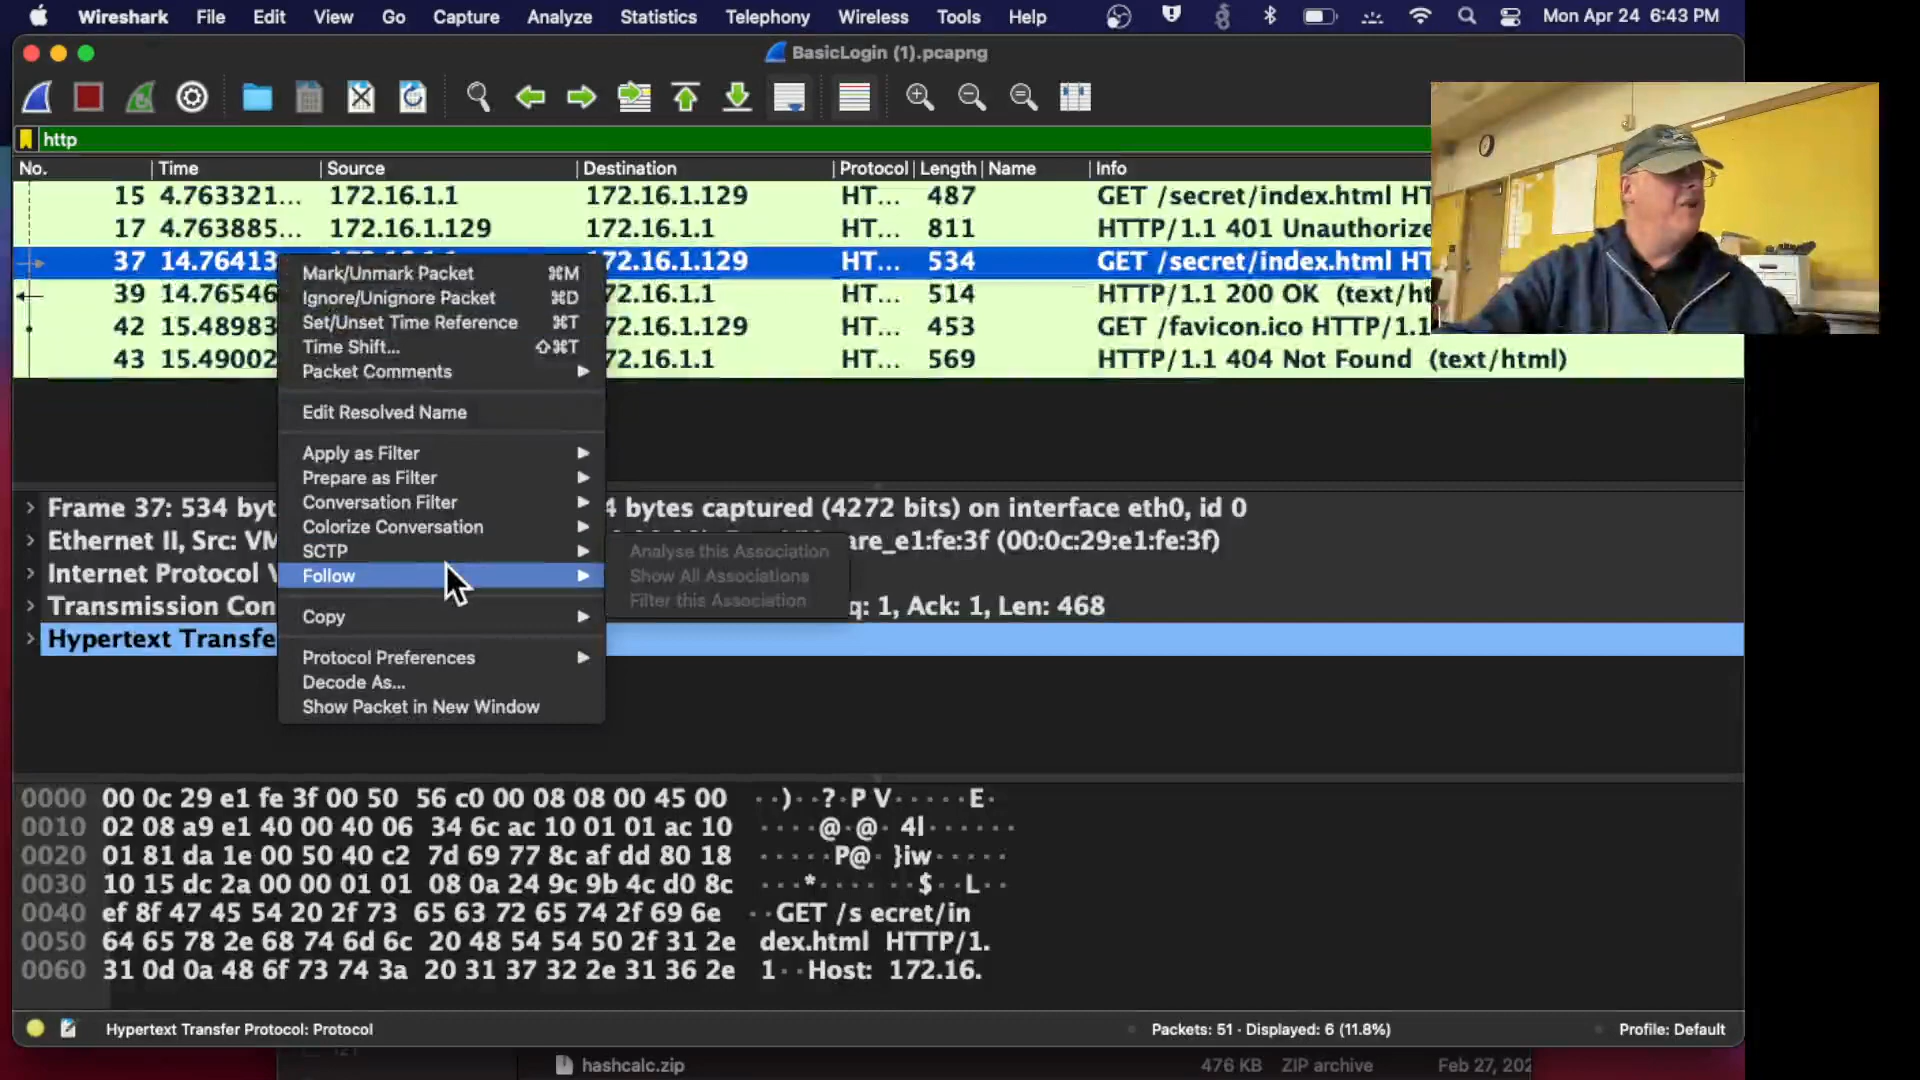 Wireshark File Edit View Go Capture Analyze Statistics Telephony Wireless Tools Help Mon Apr 24 6:43 PM
BasicLogin (1).pcapng
http
No. Time Source Destination Protocol Length Name Info
15 4.763321... 172.16.1.1 172.16.1.129 HT... 487 GET /secret/index.html HT
17 4.763885... 172.16.1.129 172.16.1.1 HT... 811 HTTP/1.1 401 Unauthorize
37 14.76413 72.16.1.129 HT... 534 GET /secret/index.html HT
39 14.76546 72.16.1.1 HT... 514 HTTP/1.1 200 OK (text/ht
42 15.48983 72.16.1.129 HT... 453 GET /favicon.ico HTTP/1.1
43 15.49002 72.16.1.1 HT... 569 HTTP/1.1 404 Not Found (text/html)
Mark/Unmark Packet ⌘M
Ignore/Unignore Packet ⌘D
Set/Unset Time Reference ⌘T
Time Shift... ⇧⌘T
Packet Comments
Edit Resolved Name
Apply as Filter
Prepare as Filter
Conversation Filter
Colorize Conversation
SCTP
Follow
Copy
Protocol Preferences
Decode As...
Show Packet in New Window
Analyse this Association
Show All Associations
Filter this Association
Frame 37: 534 byt 4 bytes captured (4272 bits) on interface eth0, id 0
Ethernet II, Src: VM are_e1:fe:3f (00:0c:29:e1:fe:3f)
Internet Protocol V
Transmission Con q: 1, Ack: 1, Len: 468
Hypertext Transfe
0000 00 0c 29 e1 fe 3f 00 50 56 c0 00 08 08 00 45 00 ··)··?·P V·····E·
0010 02 08 a9 e1 40 00 40 06 34 6c ac 10 01 01 ac 10 ····@·@· 4l······
0020 01 81 da 1e 00 50 40 c2 7d 69 77 8c af dd 80 18 ·····P@· }iw·····
0030 10 15 dc 2a 00 00 01 01 08 0a 24 9c 9b 4c d0 8c ···*···· ··$··L··
0040 ef 8f 47 45 54 20 2f 73 65 63 72 65 74 2f 69 6e ··GET /s ecret/in
0050 64 65 78 2e 68 74 6d 6c 20 48 54 54 50 2f 31 2e dex.html HTTP/1.
0060 31 0d 0a 48 6f 73 74 3a 20 31 37 32 2e 31 36 2e 1··Host: 172.16.
Hypertext Transfer Protocol: Protocol Packets: 51 · Displayed: 6 (11.8%) Profile: Default
hashcalc.zip 476 KB ZIP archive Feb 27, 202